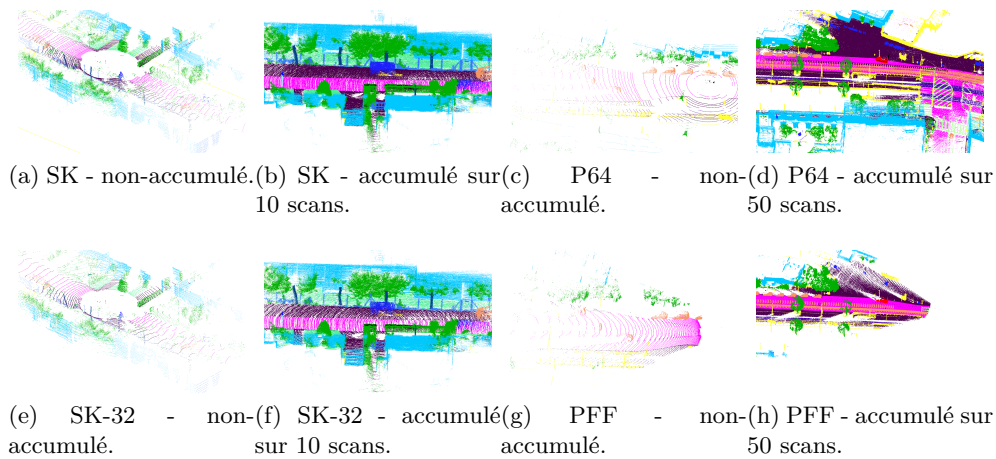 (a) SK - non-accumulé.
(b) SK - accumulé sur
10 scans.
(c) P64 - non-
accumulé.
(d) P64 - accumulé sur
50 scans.
(e) SK-32 - non-
accumulé.
(f) SK-32 - accumulé
sur 10 scans.
(g) PFF - non-
accumulé.
(h) PFF - accumulé sur
50 scans.